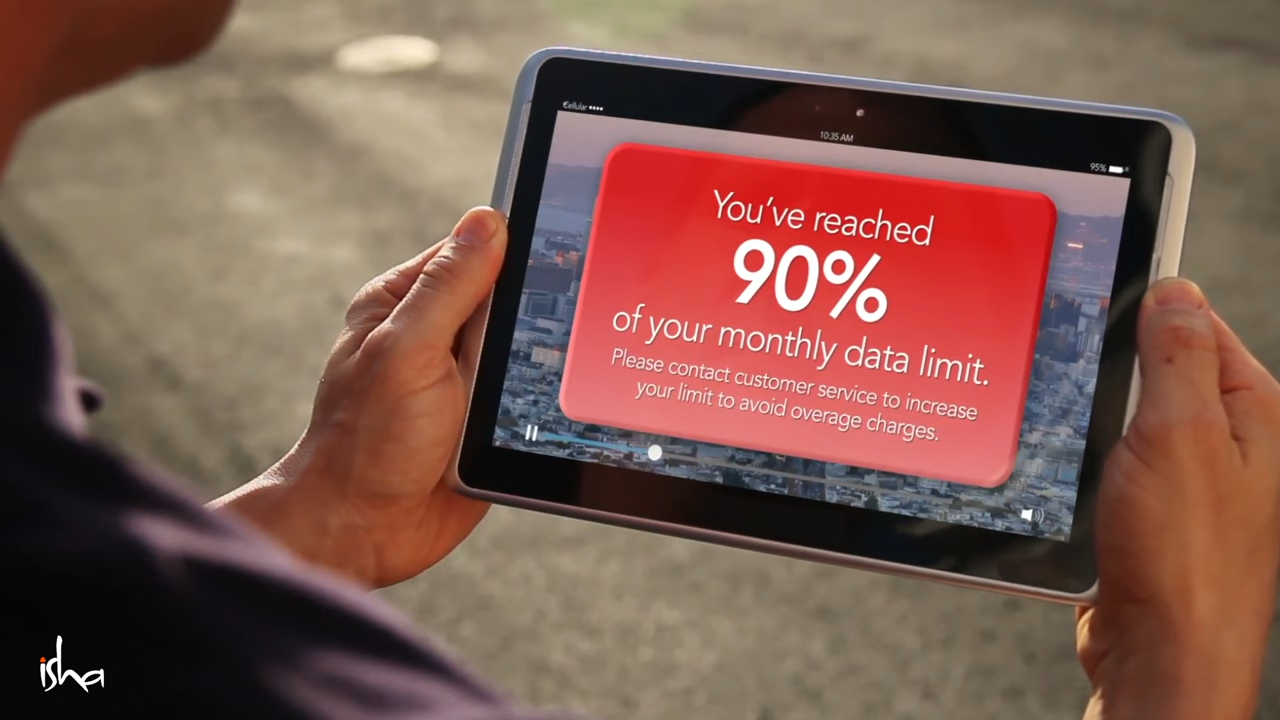 Cellular
10:35 AM
95%
You've reached
90%
of your monthly data limit.
Please contact customer service to increase
your limit to avoid overage charges.
isha